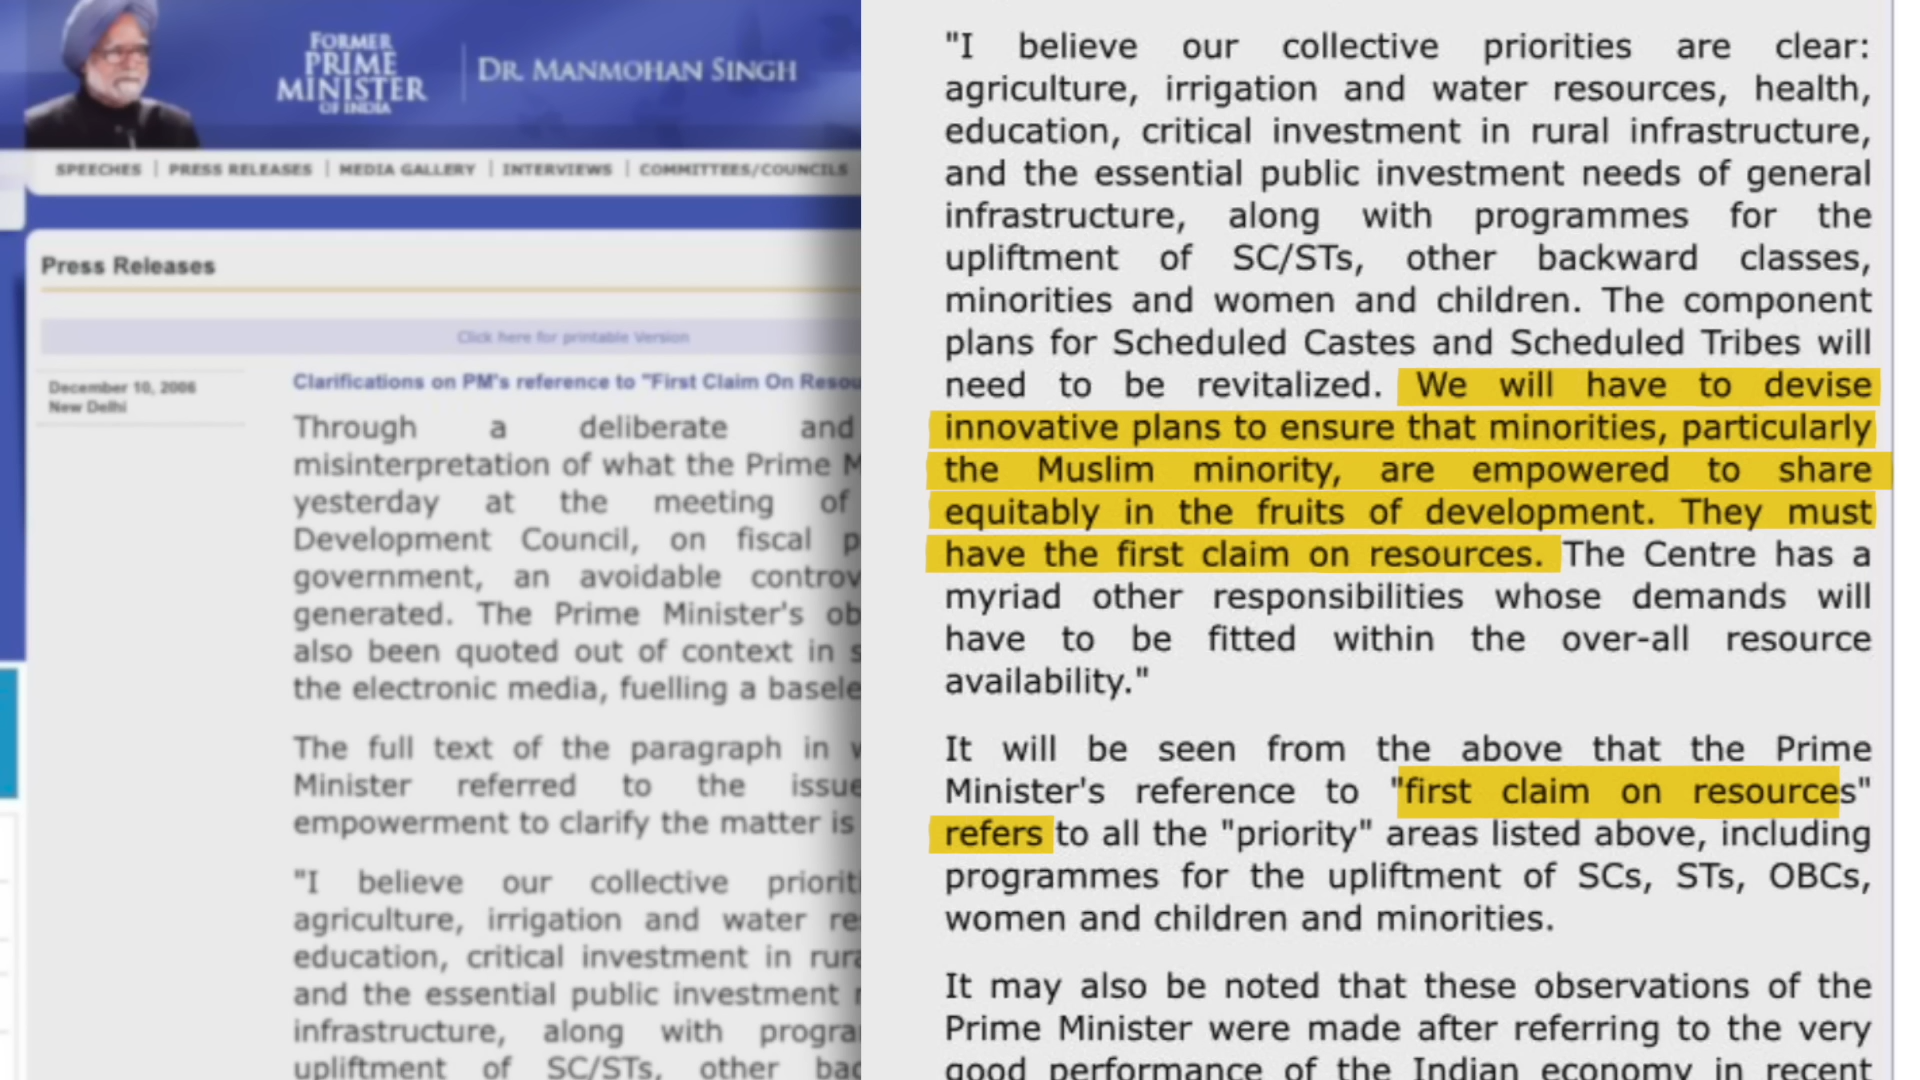 FORMER
PRIME
MINISTER
OF INDIA
DR. MANMOHAN SINGH
SPEECHES | PRESS RELEASES | MEDIA GALLERY | INTERVIEWS | COMMITTEES/COUNCILS
Press Releases
Click here for printable Version
December 10, 2006
New Delhi
Clarifications on PM's reference to "First Claim On
Through a deliberate and
misinterpretation of what the Prime
yesterday at the meeting of
Development Council, on fiscal
government, an avoidable
generated. The Prime Minister's
also been quoted out of context in
the electronic media, fuelling a
The full text of the paragraph in
Minister referred to the
empowerment to clarify the matter is
"I believe our collective
agriculture, irrigation and water
education, critical investment in
and the essential public investment
infrastructure, along with
upliftment of SC/STs, other
"I believe our collective priorities are clear:
agriculture, irrigation and water resources, health,
education, critical investment in rural infrastructure,
and the essential public investment needs of general
infrastructure, along with programmes for the
upliftment of SC/STs, other backward classes,
minorities and women and children. The component
plans for Scheduled Castes and Scheduled Tribes will
need to be revitalized. We will have to devise
innovative plans to ensure that minorities, particularly
the Muslim minority, are empowered to share
equitably in the fruits of development. They must
have the first claim on resources. The Centre has a
myriad other responsibilities whose demands will
have to be fitted within the over-all resource
availability."
It will be seen from the above that the Prime
Minister's reference to "first claim on resources"
refers to all the "priority" areas listed above, including
programmes for the upliftment of SCs, STs, OBCs,
women and children and minorities.
It may also be noted that these observations of the
Prime Minister were made after referring to the very
good performance of the Indian economy in recent